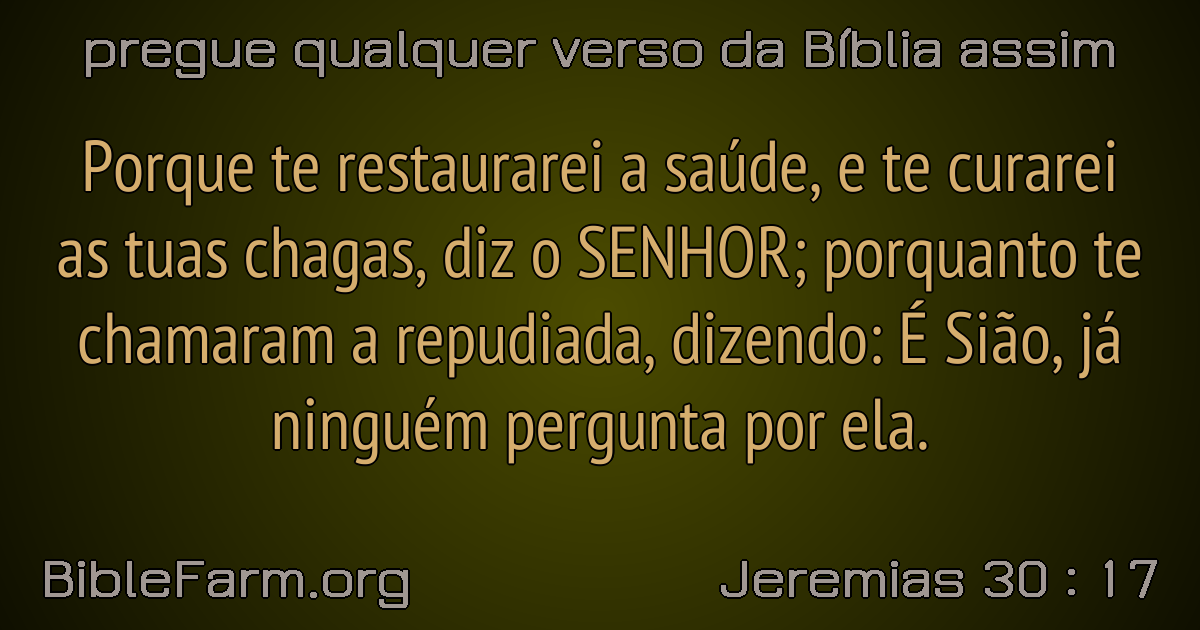 pregue qualquer verso da Bíblia assim
Porque te restaurarei a saúde, e te curarei
as tuas chagas, diz o SENHOR; porquanto te
chamaram a repudiada, dizendo: É Sião, já
ninguém pergunta por ela.
BibleFarm.org
Jeremias 30 : 17